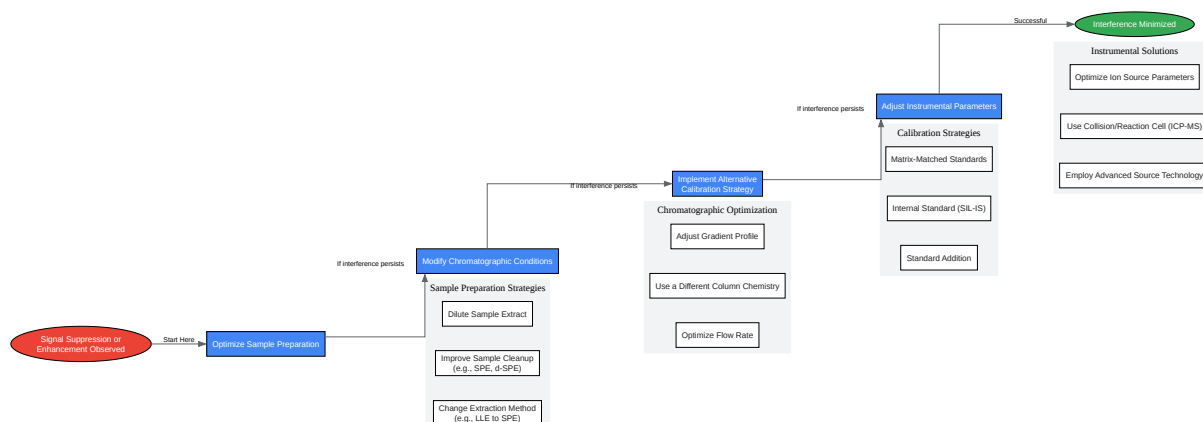 Signal Suppression or
Enhancement Observed
Start Here
Optimize Sample Preparation
If interference persists
Modify Chromatographic Conditions
Sample Preparation Strategies
Dilute Sample Extract
Improve Sample Cleanup
(e.g., SPE, d-SPE)
Change Extraction Method
(e.g., LLE to SPE)
If interference persists
Implement Alternative
Calibration Strategy
Chromatographic Optimization
Adjust Gradient Profile
Use a Different Column Chemistry
Optimize Flow Rate
If interference persists
Adjust Instrumental Parameters
Calibration Strategies
Matrix-Matched Standards
Internal Standard (SIL-IS)
Standard Addition
Successful
Interference Minimized
Instrumental Solutions
Optimize Ion Source Parameters
Use Collision/Reaction Cell (ICP-MS)
Employ Advanced Source Technology